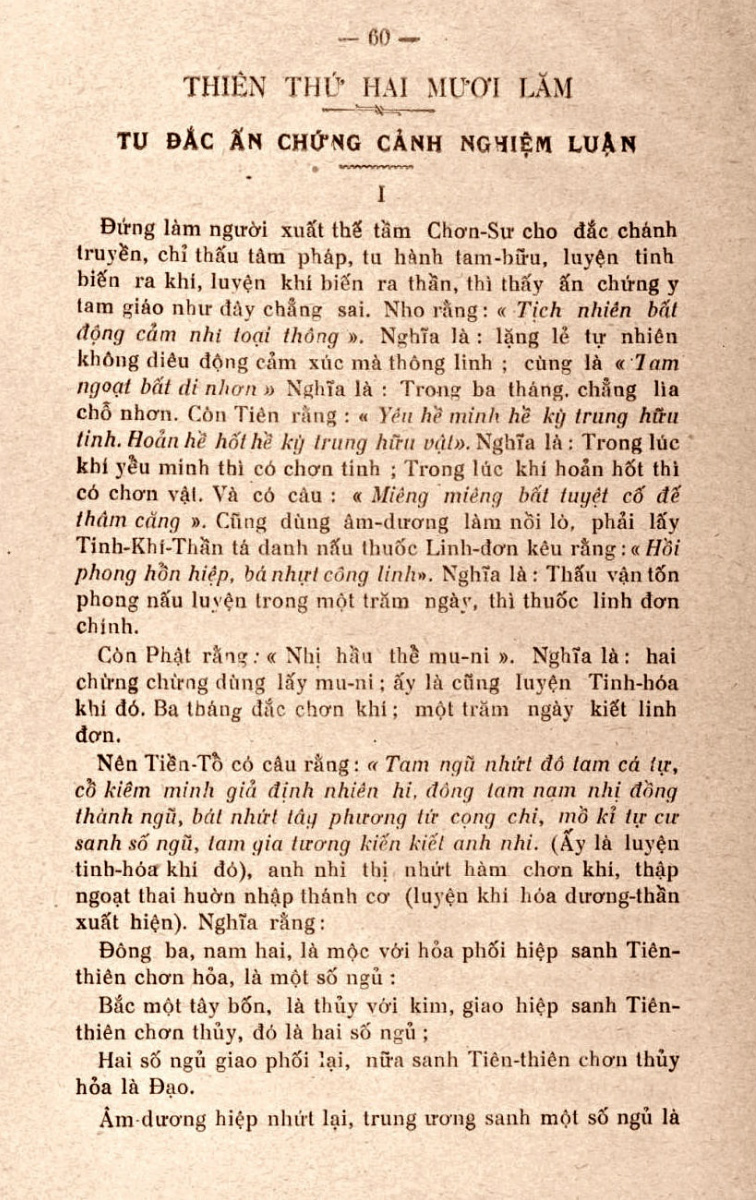 — 60 —
THIÊN THỨ HAI MƯƠI LĂM
TU ĐẮC ẤN CHỨNG CẢNH NGHIỆM LUẬN
I
Đứng làm người xuất thế tầm Chơn-Sư cho đắc chánh
truyền, chỉ thấu tâm pháp, tu hành tam-bữu, luyện tinh
biến ra khí, luyện khí biến ra thần, thì thấy ấn chứng y
tam giáo như đây chẳng sai. Nho rằng : « Tịch nhiên bất
động cảm nhi toại thông ». Nghĩa là : lặng lẻ tự nhiên
không diêu động cảm xúc mà thông linh ; cùng là « Tam
ngoạt bất di nhơn » Nghĩa là : Trong ba tháng. chẳng lìa
chỗ nhơn. Còn Tiên rằng : « Yểu hề minh hề kỳ trung hữu
tinh. Hoản hề hốt hề kỳ trung hữu vật». Nghĩa là : Trong lúc
khí yểu minh thì có chơn tinh ; Trong lúc khí hoản hốt thì
có chơn vật. Và có câu : « Miêng miêng bất tuyệt cố đế
thâm căng ». Cũng dùng âm-dương làm nồi lò, phải lấy
Tinh-Khí-Thần tá danh nấu thuốc Linh-đơn kêu rằng : « Hồi
phong hồn hiệp, bá nhựt công linh». Nghĩa là : Thấu vận tốn
phong nấu luyện trong một trăm ngày, thì thuốc linh đơn
chính.
Còn Phật rằng : « Nhị hầu thể mu-ni ». Nghĩa là : hai
chừng chừng dùng lấy mu-ni ; ấy là cũng luyện Tinh-hóa
khí đó. Ba tháng đắc chơn khí ; một trăm ngày kiết linh
đơn.
Nên Tiền-Tổ có câu rằng : « Tam ngũ nhứt đô tam cá tự,
cổ kiêm minh giả định nhiên hi, đông tam nam nhị đồng
thành ngũ, bát nhứt tây phương tứ cọng chi, mồ kỉ tự cư
sanh số ngũ, tam gia tương kiến kiết anh nhi. (Ấy là luyện
tinh-hóa khí đó), anh nhi thị nhứt hàm chơn khí, thập
ngoạt thai huờn nhập thánh cơ (luyện khí hóa dương-thần
xuất hiện). Nghĩa rằng :
Đông ba, nam hai, là mộc với hỏa phối hiệp sanh Tiên-
thiên chơn hỏa, là một số ngủ :
Bắc một tây bốn, là thủy với kim, giao hiệp sanh Tiên-
thiên chơn thủy, đó là hai số ngủ ;
Hai số ngủ giao phối lại, nữa sanh Tiên-thiên chơn thủy
hỏa là Đạo.
Âm-dương hiệp nhứt lại, trung ương sanh một số ngủ là